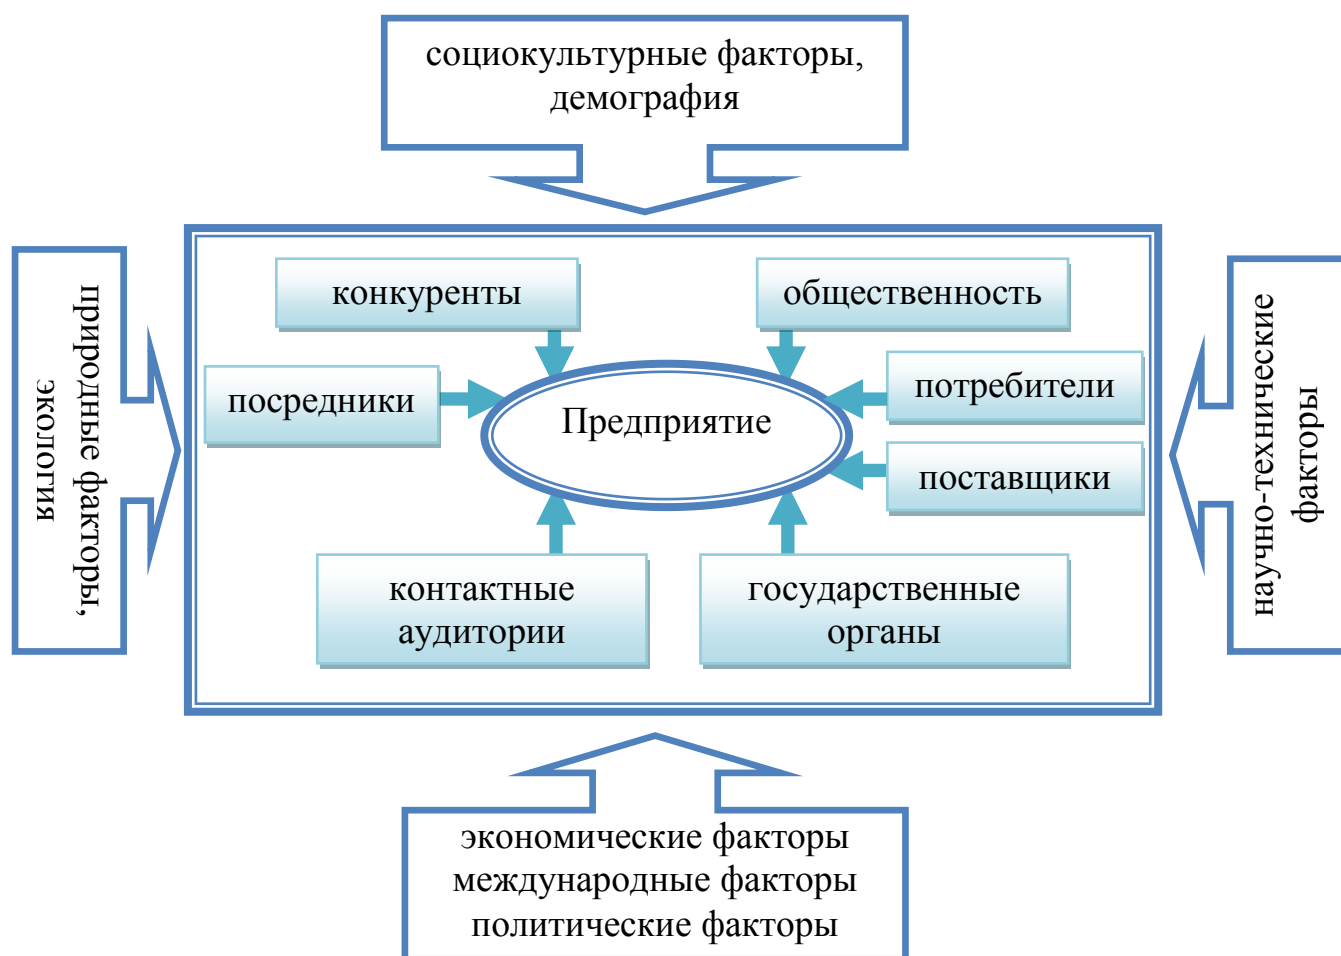 социокультурные факторы,
демография
природные факторы,
экология
конкуренты
общественность
посредники
Предприятие
потребители
поставщики
контактные
аудитории
государственные
органы
научно-технические
факторы
экономические факторы
международные факторы
политические факторы